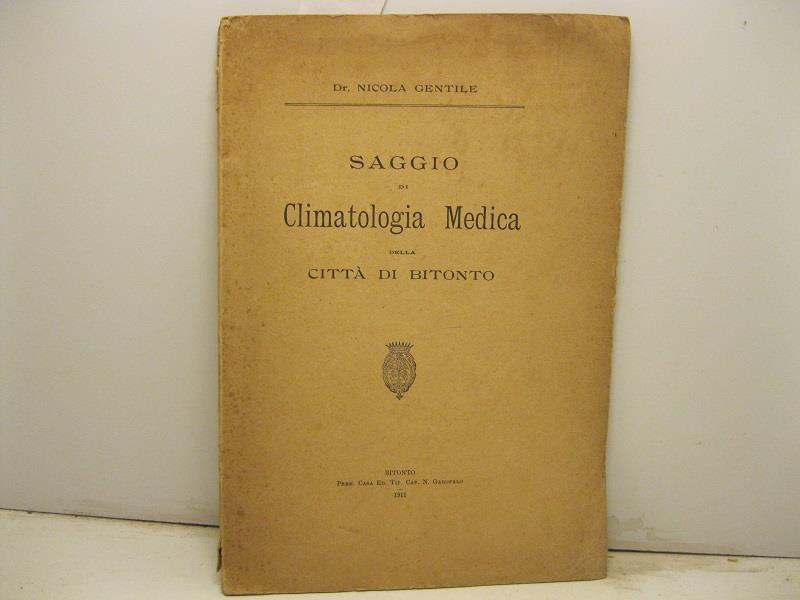 Dr. NICOLA GENTILE
SAGGIO
DI
Climatologia Medica
DELLA
CITTÀ DI BITONTO
BITONTO
PREM. CASA ED. TIP. CAV. N. GAROFALO
1911